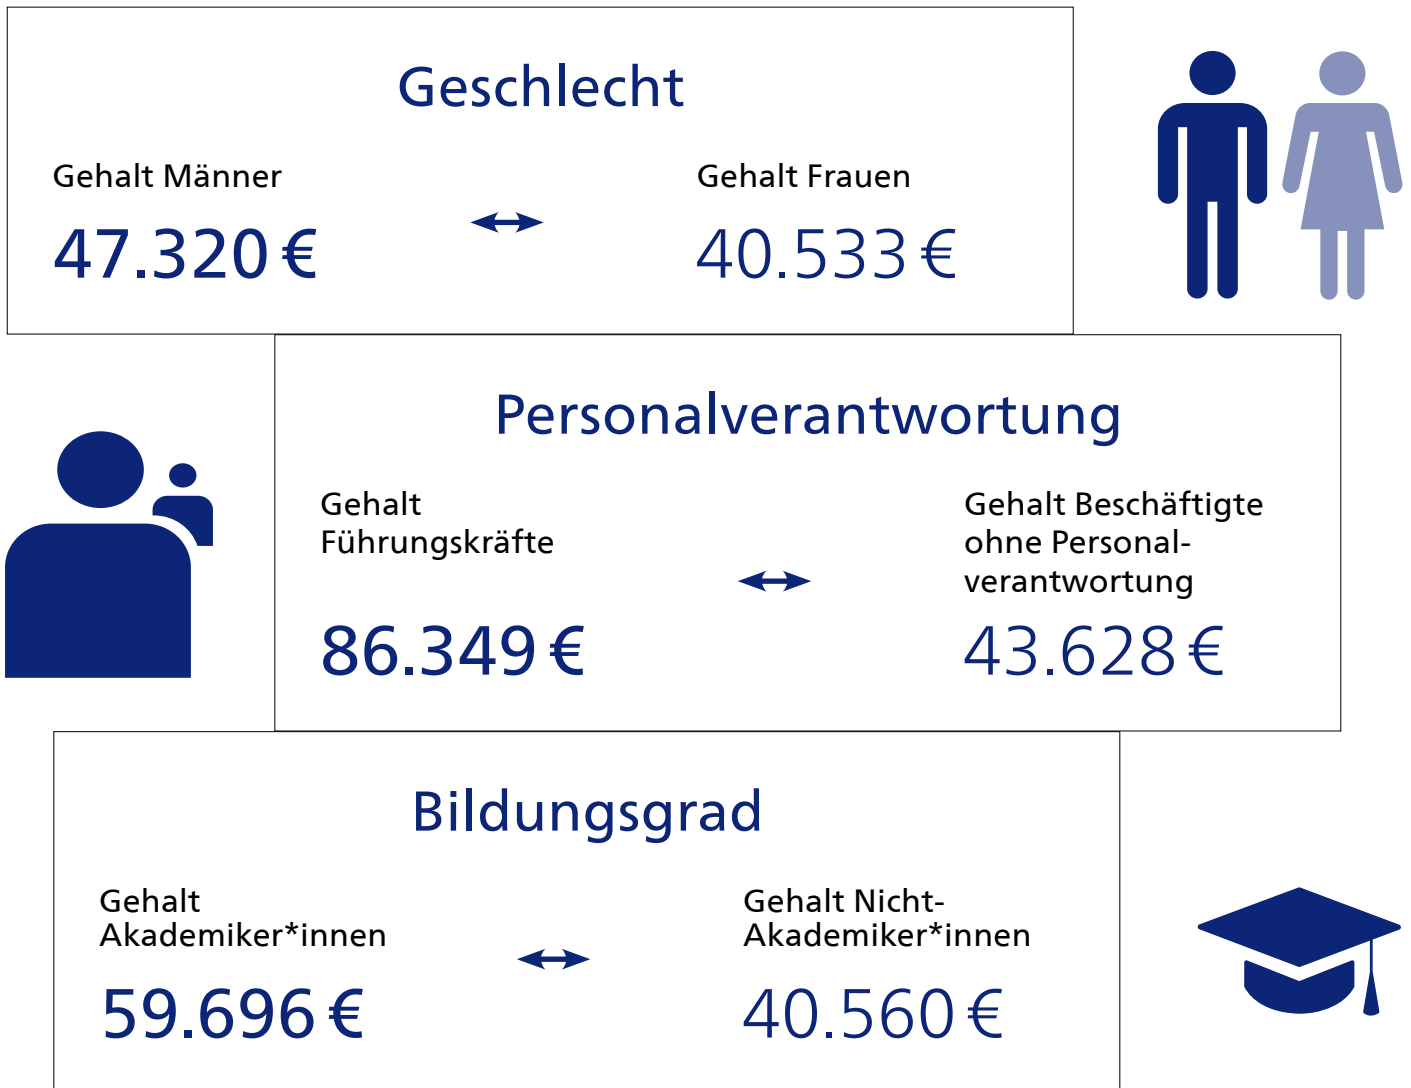 Geschlecht
Gehalt Männer
47.320 €
Gehalt Frauen
40.533 €
Personalverantwortung
Gehalt
Führungskräfte
86.349 €
Gehalt Beschäftigte
ohne Personal-
verantwortung
43.628 €
Bildungsgrad
Gehalt
Akademiker*innen
59.696 €
Gehalt Nicht-
Akademiker*innen
40.560 €